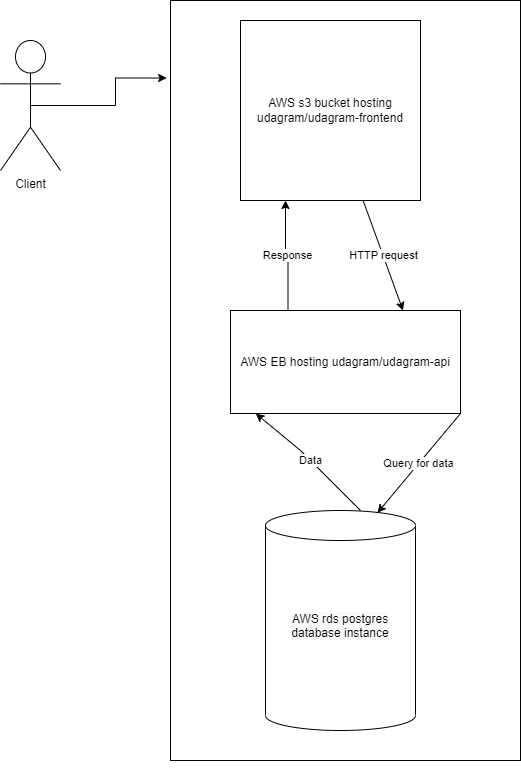 AWS s3 bucket hosting
udagram/udagram-frontend
Client
Response
HTTP request
AWS EB hosting udagram/udagram-api
Data
Query for data
AWS rds postgres
database instance